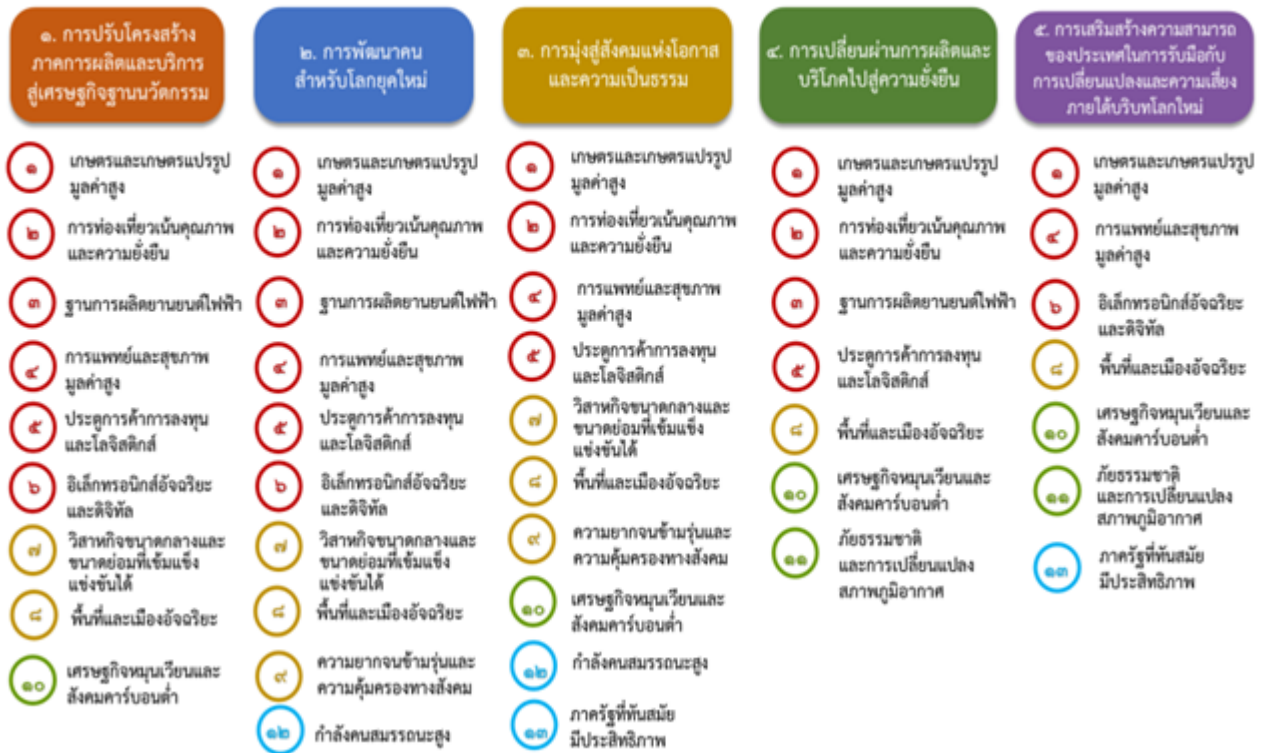 ๑. การปรับโครงสร้าง
ภาคการผลิตและบริการ
สู่เศรษฐกิจฐานนวัตกรรม
๑
เกษตรและเกษตรแปรรูป
มูลค่าสูง
๒
การท่องเที่ยวเน้นคุณภาพ
และความยั่งยืน
๓
ฐานการผลิตยานยนต์ไฟฟ้า
๔
การแพทย์และสุขภาพ
มูลค่าสูง
๕
ประตูการค้าการลงทุน
และโลจิสติกส์
๖
อิเล็กทรอนิกส์อัจฉริยะ
และดิจิทัล
๗
วิสาหกิจขนาดกลางและ
ขนาดย่อมที่เข้มแข็ง
แข่งขันได้
๘
พื้นที่และเมืองอัจฉริยะ
๑๐
เศรษฐกิจหมุนเวียนและ
สังคมคาร์บอนต่ำ
๒. การพัฒนาคน
สำหรับโลกยุคใหม่
๑
เกษตรและเกษตรแปรรูป
มูลค่าสูง
๒
การท่องเที่ยวเน้นคุณภาพ
และความยั่งยืน
๓
ฐานการผลิตยานยนต์ไฟฟ้า
๔
การแพทย์และสุขภาพ
มูลค่าสูง
๕
ประตูการค้าการลงทุน
และโลจิสติกส์
๖
อิเล็กทรอนิกส์อัจฉริยะ
และดิจิทัล
๗
วิสาหกิจขนาดกลางและ
ขนาดย่อมที่เข้มแข็ง
แข่งขันได้
๘
พื้นที่และเมืองอัจฉริยะ
๙
ความยากจนข้ามรุ่นและ
ความคุ้มครองทางสังคม
๑๒
กำลังคนสมรรถนะสูง
๓. การมุ่งสู่สังคมแห่งโอกาส
และความเป็นธรรม
๑
เกษตรและเกษตรแปรรูป
มูลค่าสูง
๒
การท่องเที่ยวเน้นคุณภาพ
และความยั่งยืน
๔
การแพทย์และสุขภาพ
มูลค่าสูง
๕
ประตูการค้าการลงทุน
และโลจิสติกส์
๗
วิสาหกิจขนาดกลางและ
ขนาดย่อมที่เข้มแข็ง
แข่งขันได้
๘
พื้นที่และเมืองอัจฉริยะ
๙
ความยากจนข้ามรุ่นและ
ความคุ้มครองทางสังคม
๑๐
เศรษฐกิจหมุนเวียนและ
สังคมคาร์บอนต่ำ
๑๒
กำลังคนสมรรถนะสูง
๑๓
ภาครัฐที่ทันสมัย
มีประสิทธิภาพ
๔. การเปลี่ยนผ่านการผลิตและ
บริโภคไปสู่ความยั่งยืน
๑
เกษตรและเกษตรแปรรูป
มูลค่าสูง
๒
การท่องเที่ยวเน้นคุณภาพ
และความยั่งยืน
๓
ฐานการผลิตยานยนต์ไฟฟ้า
๕
ประตูการค้าการลงทุน
และโลจิสติกส์
๘
พื้นที่และเมืองอัจฉริยะ
๑๐
เศรษฐกิจหมุนเวียนและ
สังคมคาร์บอนต่ำ
๑๑
ภัยธรรมชาติ
และการเปลี่ยนแปลง
สภาพภูมิอากาศ
๕. การเสริมสร้างความสามารถ
ของประเทศในการรับมือกับ
การเปลี่ยนแปลงและความเสี่ยง
ภายใต้บริบทโลกใหม่
๑
เกษตรและเกษตรแปรรูป
มูลค่าสูง
๔
การแพทย์และสุขภาพ
มูลค่าสูง
๖
อิเล็กทรอนิกส์อัจฉริยะ
และดิจิทัล
๘
พื้นที่และเมืองอัจฉริยะ
๑๐
เศรษฐกิจหมุนเวียนและ
สังคมคาร์บอนต่ำ
๑๑
ภัยธรรมชาติ
และการเปลี่ยนแปลง
สภาพภูมิอากาศ
๑๓
ภาครัฐที่ทันสมัย
มีประสิทธิภาพ